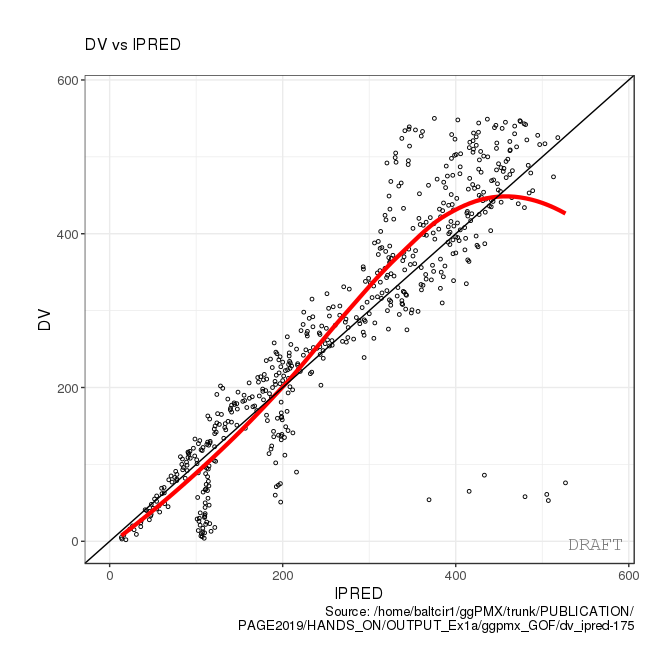 DV vs IPRED
600
400
200
0
DV
DRAFT
0 200 400 600
IPRED
Source: /home/baltcir1/ggPMX/trunk/PUBLICATION/
PAGE2019/HANDS_ON/OUTPUT_Ex1a/ggpmx_GOF/dv_ipred-175